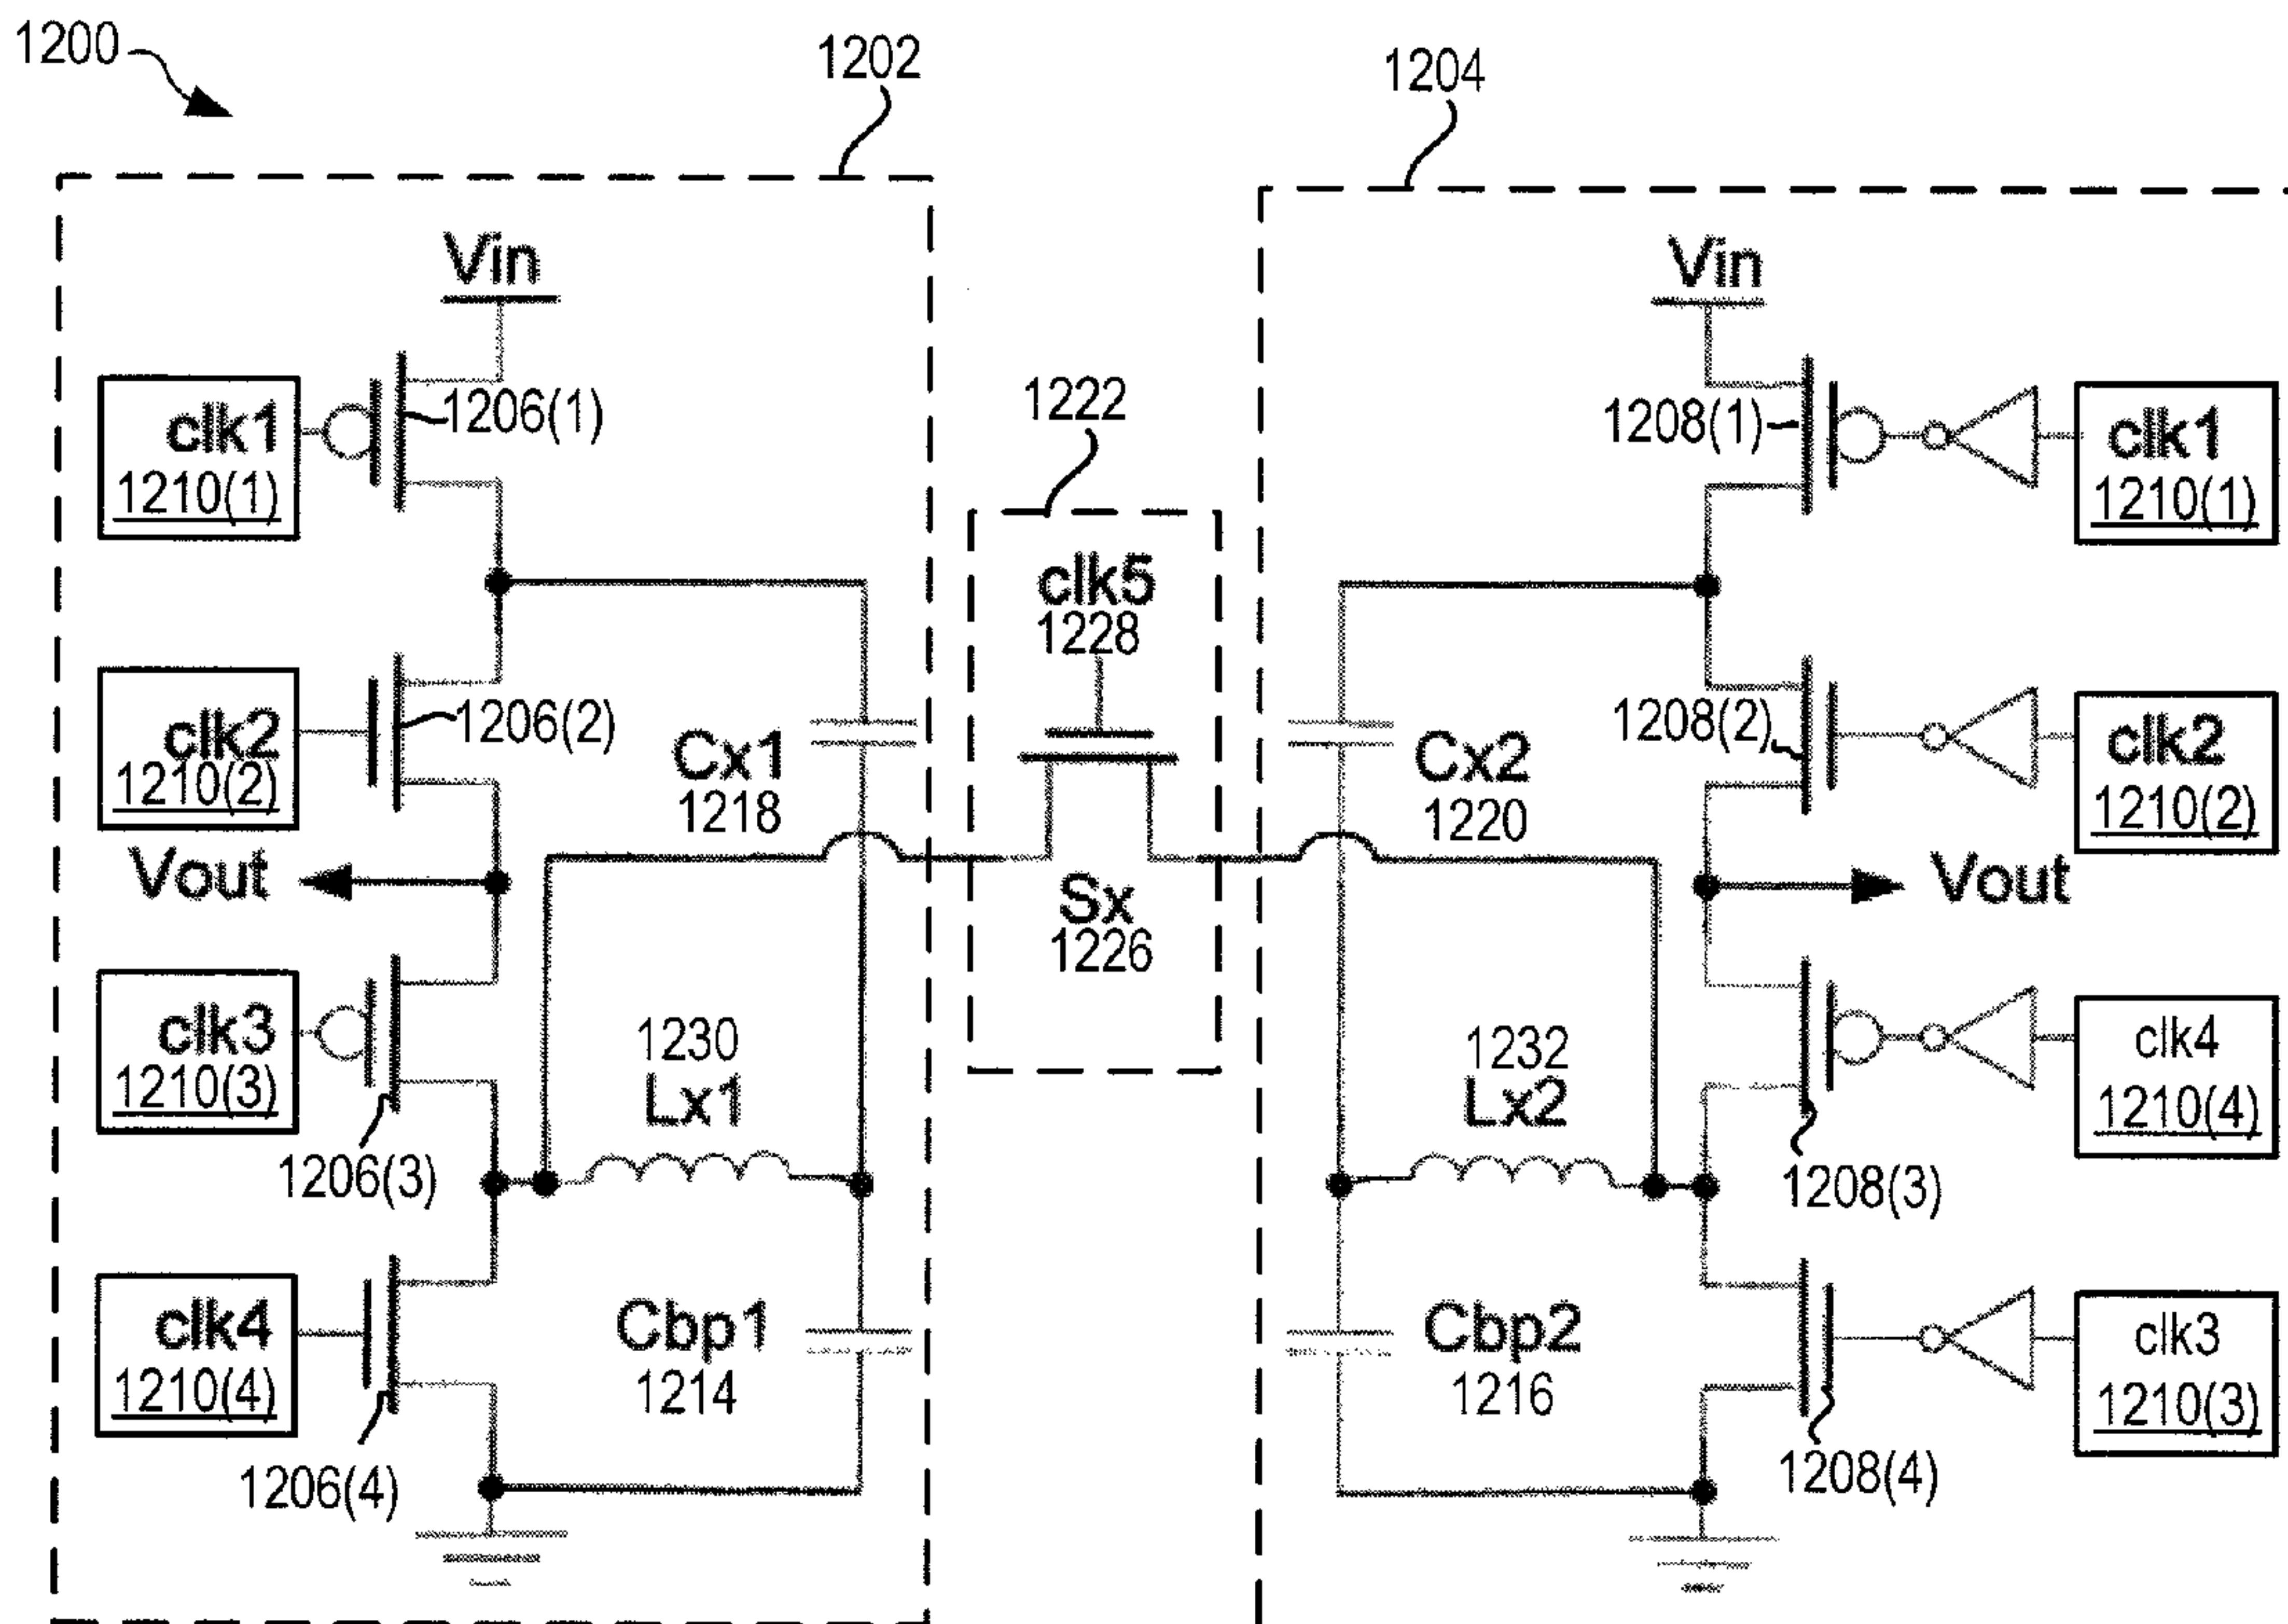 1200
1202
1204
Vin
clk1
1210(1)
1206(1)
clk2
1210(2)
1206(2)
Cx1
1218
Vout
clk3
1210(3)
1206(3)
1230
Lx1
clk4
1210(4)
1206(4)
Cbp1
1214
1222
clk5
1228
Sx
1226
Vin
1208(1)
clk1
1210(1)
Cx2
1220
1208(2)
clk2
1210(2)
Vout
1232
Lx2
1208(3)
clk4
1210(4)
Cbp2
1216
1208(4)
clk3
1210(3)